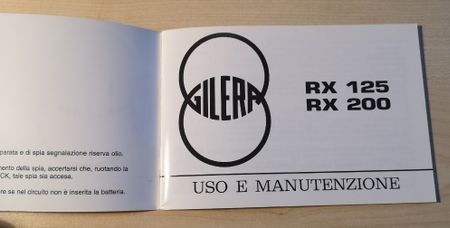 parata e di spia segnalazione riserva olio.
mento della spia, accertarsi che, ruotando la
CK, tale spia sia accesa.
re se nel circuito non è inserita la batteria.
GILERA
RX 125
RX 200
USO E MANUTENZIONE